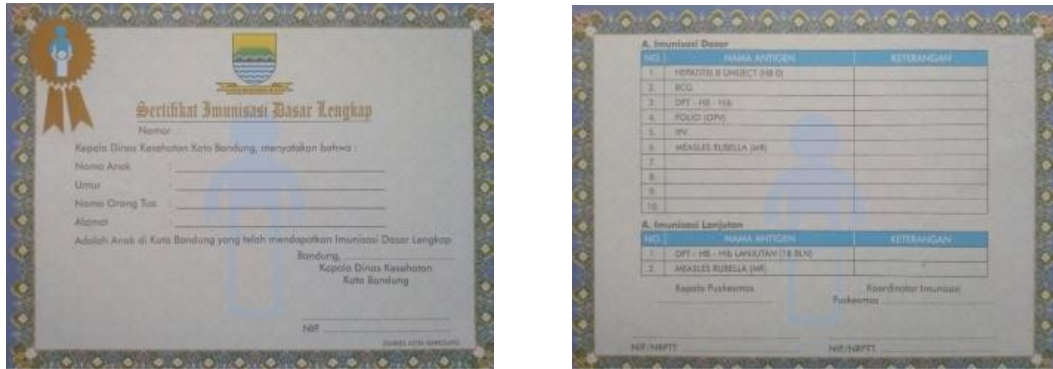 Sertifikat Imunisasi Dasar Lengkap
Nomor :
Kepala Dinas Kesehatan Kota Bandung, menyatakan bahwa :
Nama Anak :
Umur :
Nama Orang Tua :
Alamat :
Adalah Anak di Kota Bandung yang telah mendapatkan Imunisasi Dasar Lengkap
Bandung,
Kepala Dinas Kesehatan
Kota Bandung
NIP.
DINKES KOTA BANDUNG
A. Imunisasi Dasar
NO. NAMA ANTIGEN KETERANGAN
1. HEPATITIS B UNIJECT (HB 0)
2. BCG
3. DPT - HB - Hib
4. POLIO (OPV)
5. IPV
6. MEASLES RUBELLA (MR)
7.
8.
9.
10.
A. Imunisasi Lanjutan
NO. NAMA ANTIGEN KETERANGAN
1. DPT - HB - Hib LANJUTAN (18 BLN)
2. MEASLES RUBELLA (MR)
Kepala Puskesmas Koordinator Imunisasi
Puskesmas
NIP/NRPTT. NIP/NRPTT.